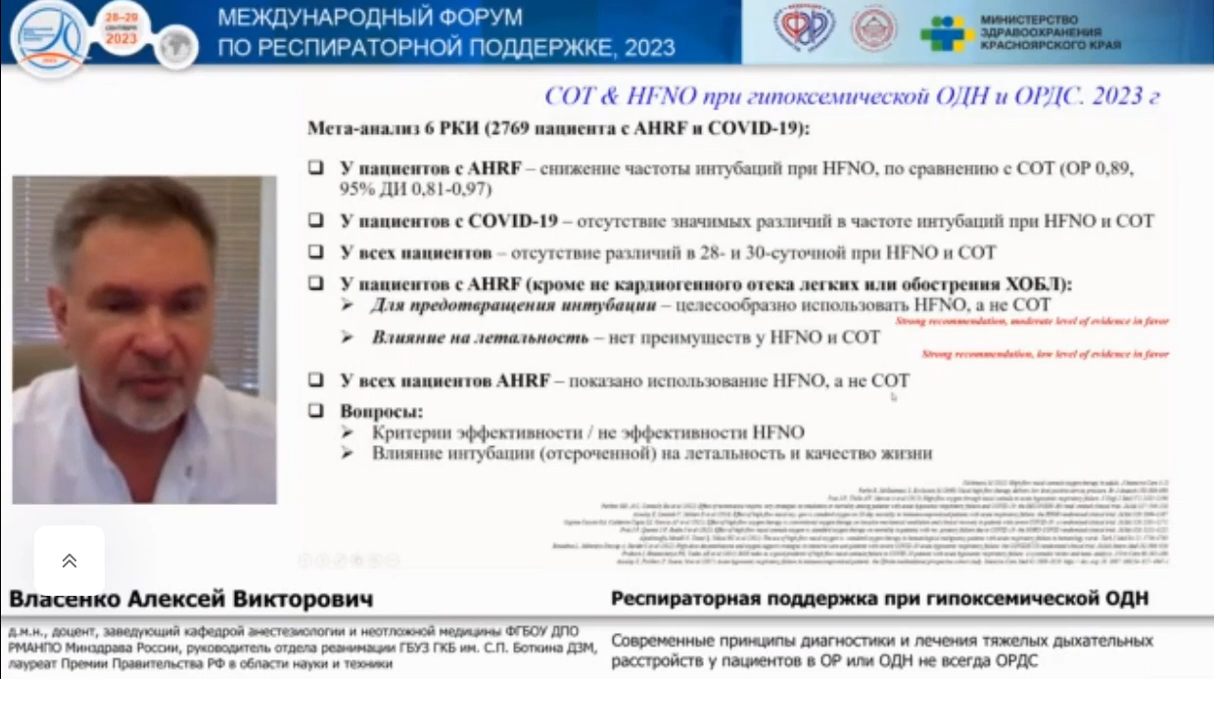 28-29
СЕНТЯБРЯ
2023
МЕЖДУНАРОДНЫЙ ФОРУМ
ПО РЕСПИРАТОРНОЙ ПОДДЕРЖКЕ, 2023
МИНИСТЕРСТВО
ЗДРАВООХРАНЕНИЯ
КРАСНОЯРСКОГО КРАЯ
COT & HFNO при гипоксемической ОДН и ОРДС. 2023 г
Мета-анализ 6 РКИ (2769 пациента с AHRF и COVID-19):
У пациентов с AHRF – снижение частоты интубаций при HFNO, по сравнению с COT (ОР 0,89,
95% ДИ 0,81-0,97)
У пациентов с COVID-19 – отсутствие значимых различий в частоте интубаций при HFNO и COT
У всех пациентов – отсутствие различий в 28- и 30-суточной при HFNO и COT
У пациентов с AHRF (кроме не кардиогенного отека легких или обострения ХОБЛ):
Для предотвращения интубации – целесообразно использовать HFNO, а не COT
Strong recommendation, moderate level of evidence in favor
Влияние на летальность – нет преимуществ у HFNO и COT
Strong recommendation, low level of evidence in favor
У всех пациентов AHRF – показано использование HFNO, а не COT
Вопросы:
Критерии эффективности / не эффективности HFNO
Влияние интубации (отсроченной) на летальность и качество жизни
Власенко Алексей Викторович
д.м.н., доцент, заведующий кафедрой анестезиологии и неотложной медицины ФГБОУ ДПО
РМАНПО Минздрава России, руководитель отдела реанимации ГБУЗ ГКБ им. С.П. Боткина ДЗМ,
лауреат Премии Правительства РФ в области науки и техники
Респираторная поддержка при гипоксемической ОДН
Современные принципы диагностики и лечения тяжелых дыхательных
расстройств у пациентов в ОР или ОДН не всегда ОРДС